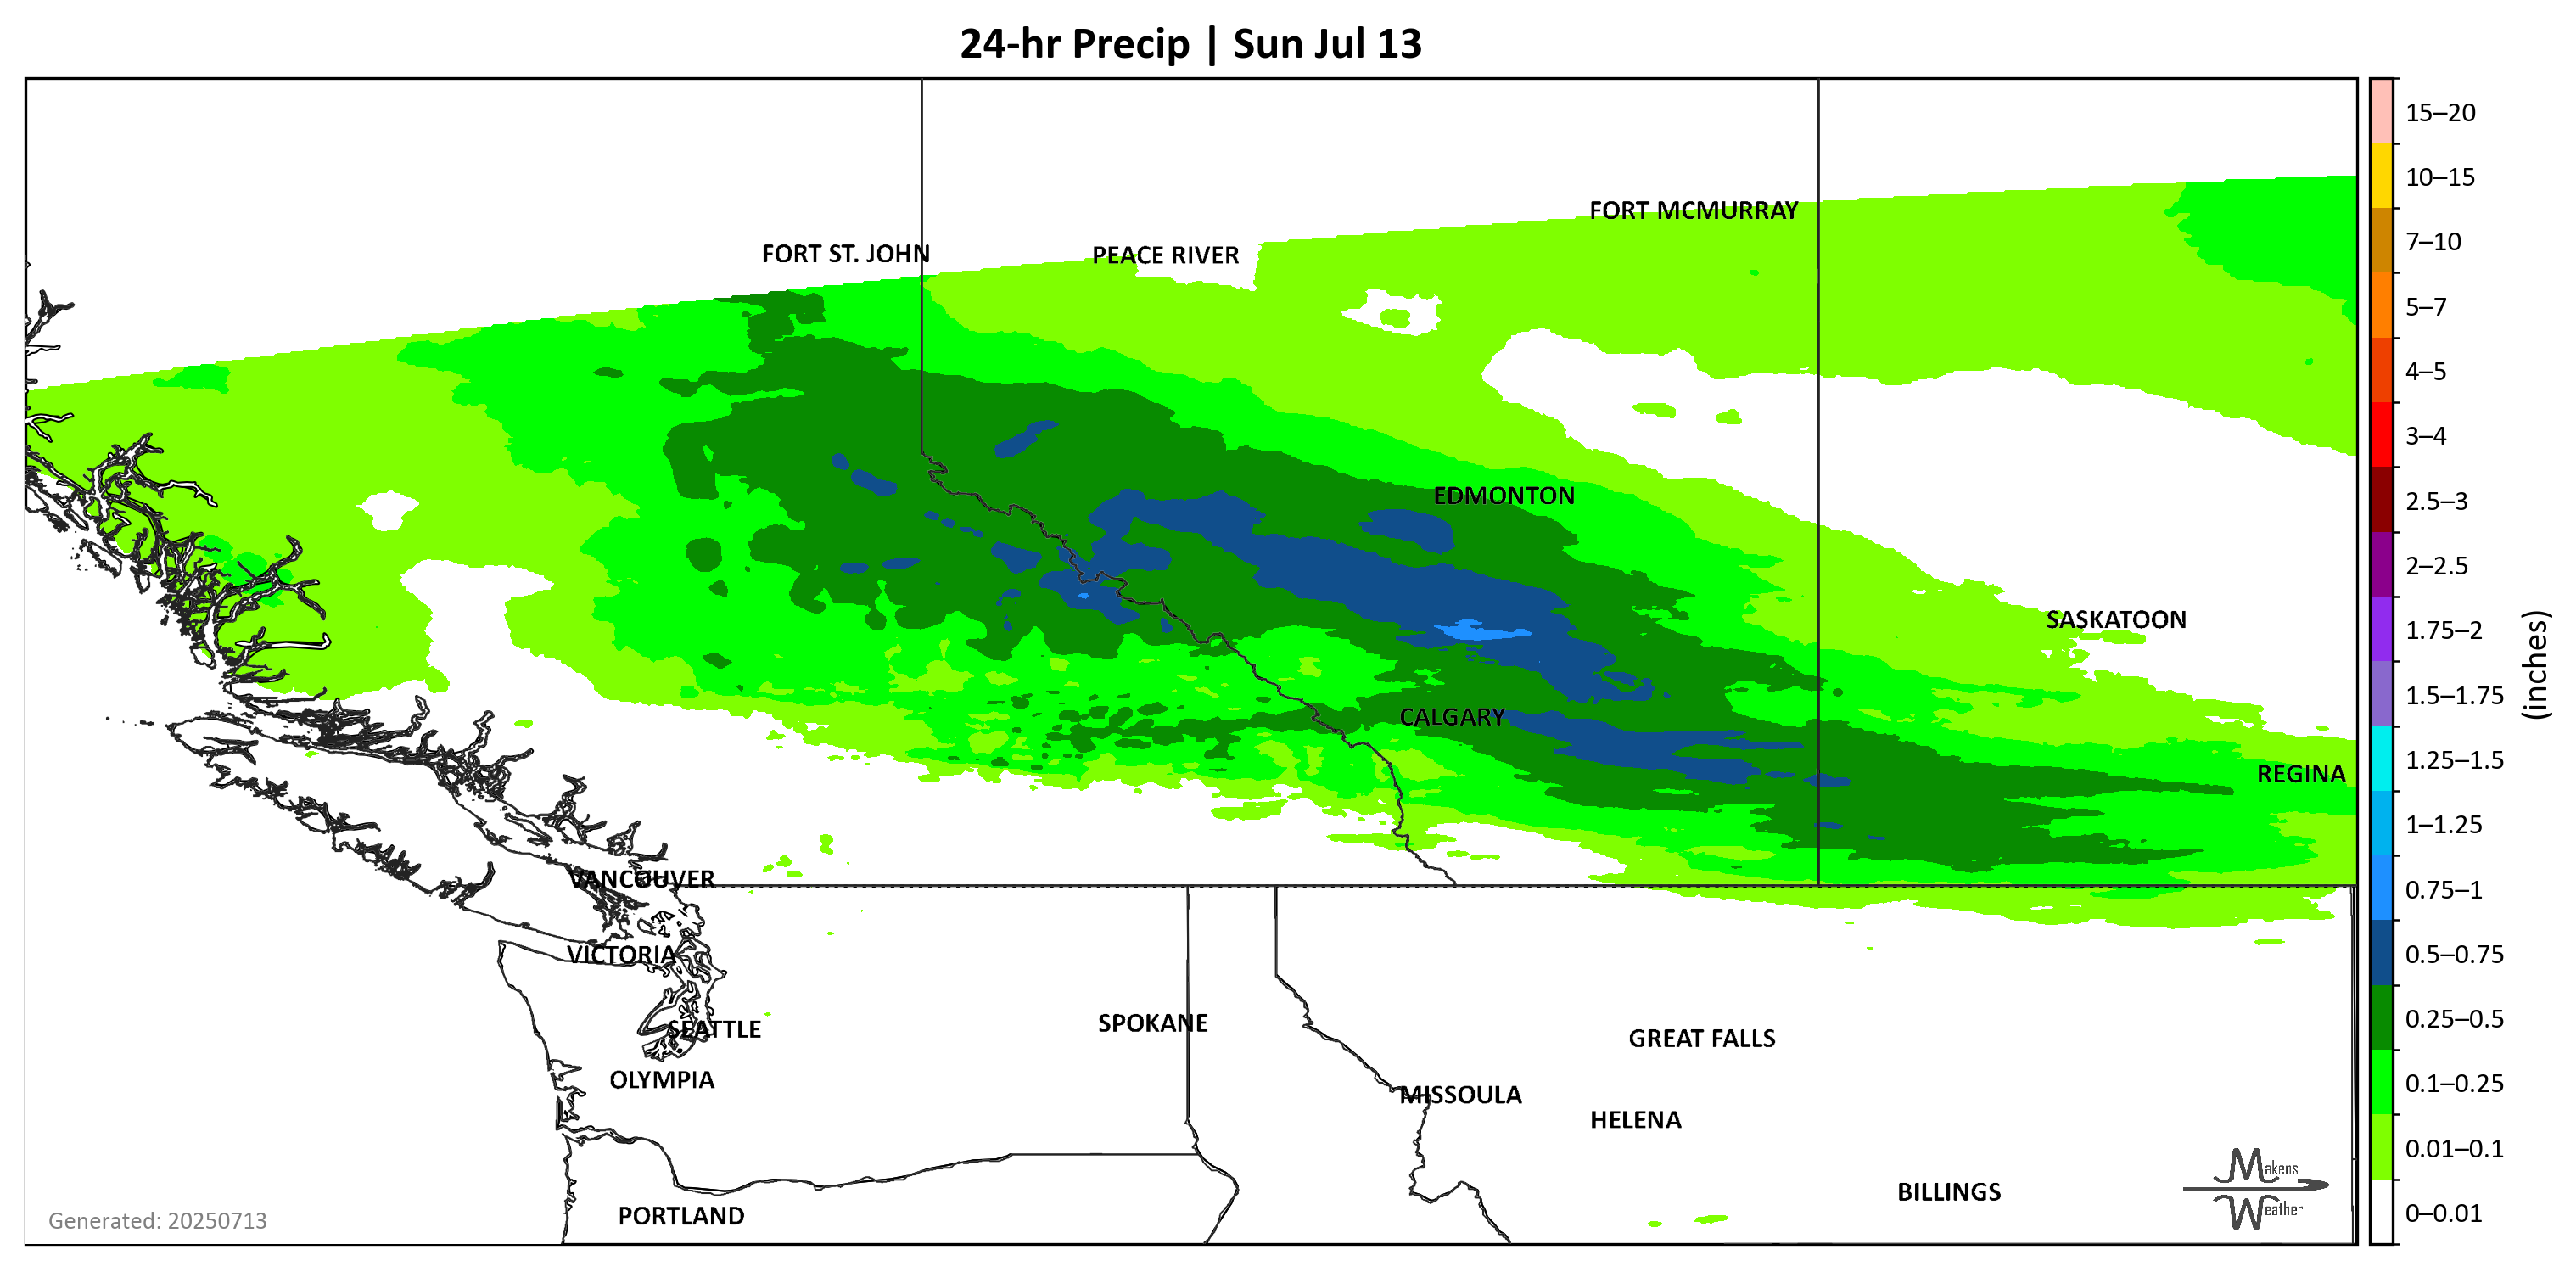 24-hr Precip | Sun Jul 13
15–20
10–15
FORT MCMURRAY
7–10
FORT ST. JOHN
PEACE RIVER
5–7
4–5
3–4
EDMONTON
2.5–3
2–2.5
SASKATOON
1.75–2
(inches)
1.5–1.75
CALGARY
1.25–1.5
REGINA
1–1.25
VANCOUVER
0.75–1
VICTORIA
0.5–0.75
SPOKANE
0.25–0.5
SEATTLE
GREAT FALLS
OLYMPIA
0.1–0.25
MISSOULA
HELENA
0.01–0.1
Makens
Weather
BILLINGS
PORTLAND
0–0.01
Generated: 20250713